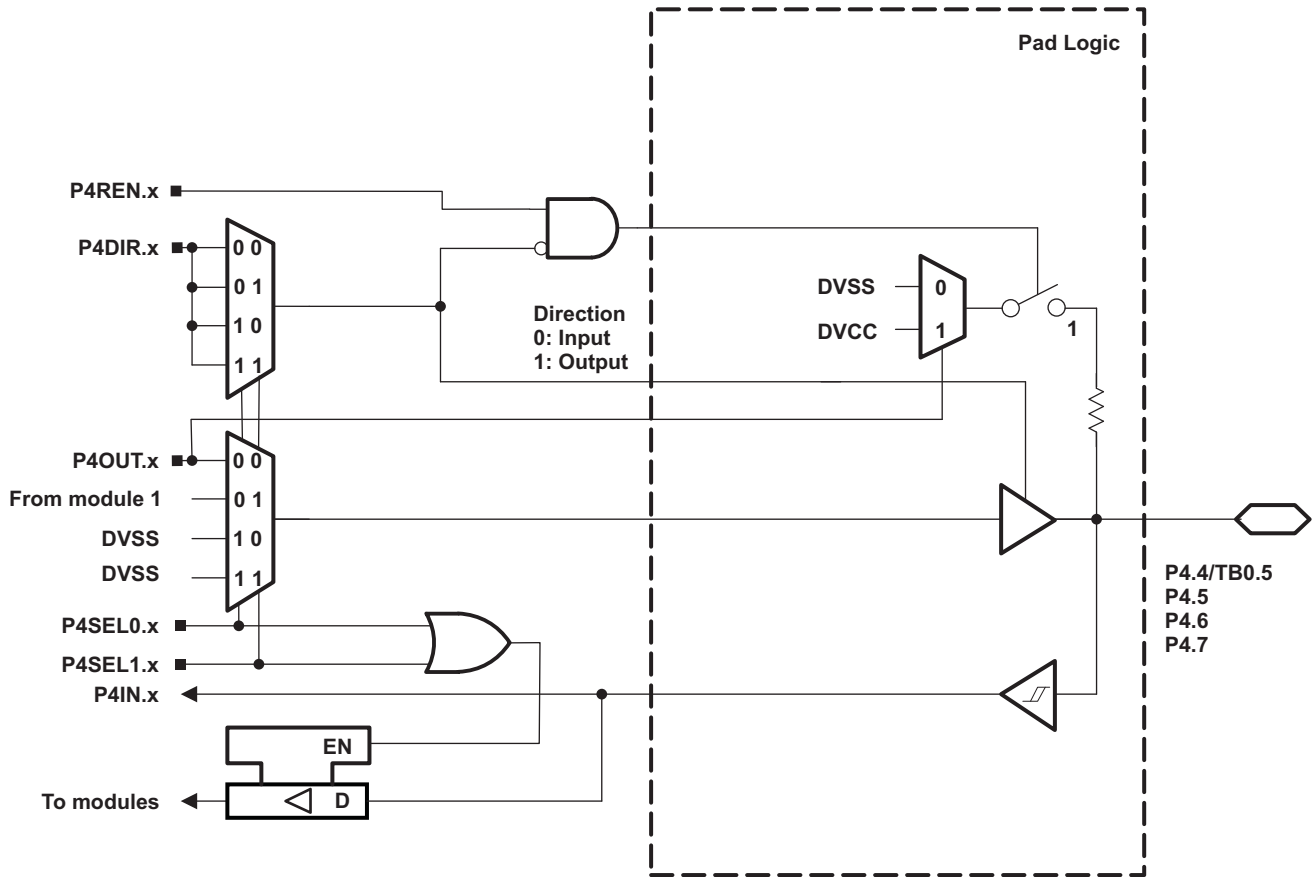 Pad Logic
P4REN.x
P4DIR.x
0 0
0 1
1 0
1 1
Direction
0: Input
1: Output
DVSS
DVCC
0
1
1
P4OUT.x
From module 1
DVSS
DVSS
0 0
0 1
1 0
1 1
P4SEL0.x
P4SEL1.x
P4IN.x
EN
D
To modules
P4.4/TB0.5
P4.5
P4.6
P4.7